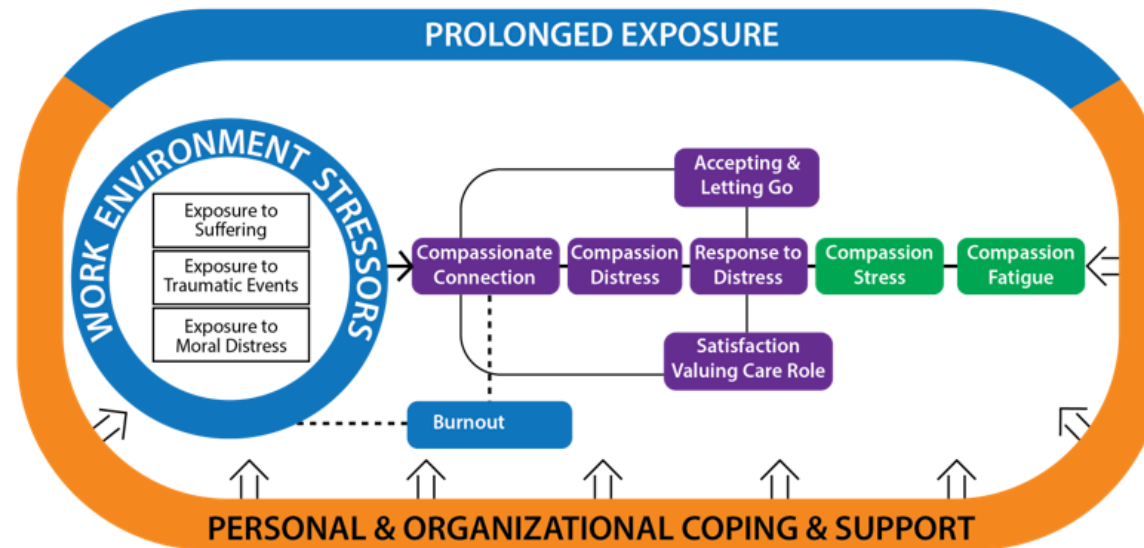 PROLONGED EXPOSURE
WORK ENVIRONMENT STRESSORS
Exposure to
Suffering
Exposure to
Traumatic Events
Exposure to
Moral Distress
Accepting &
Letting Go
Compassionate
Connection
Compassion
Distress
Response to
Distress
Compassion
Stress
Compassion
Fatigue
Satisfaction
Valuing Care Role
Burnout
PERSONAL & ORGANIZATIONAL COPING & SUPPORT